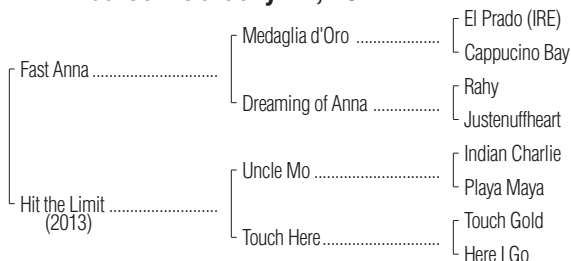 El Prado (IRE)
Medaglia d'Oro ....................
Cappucino Bay
Fast Anna ..............................
Rahy
Dreaming of Anna ................
Justenuffheart
Indian Charlie
Uncle Mo ..............................
Playa Maya
Hit the Limit ..........................
(2013)
Touch Gold
Touch Here............................
Here I Go